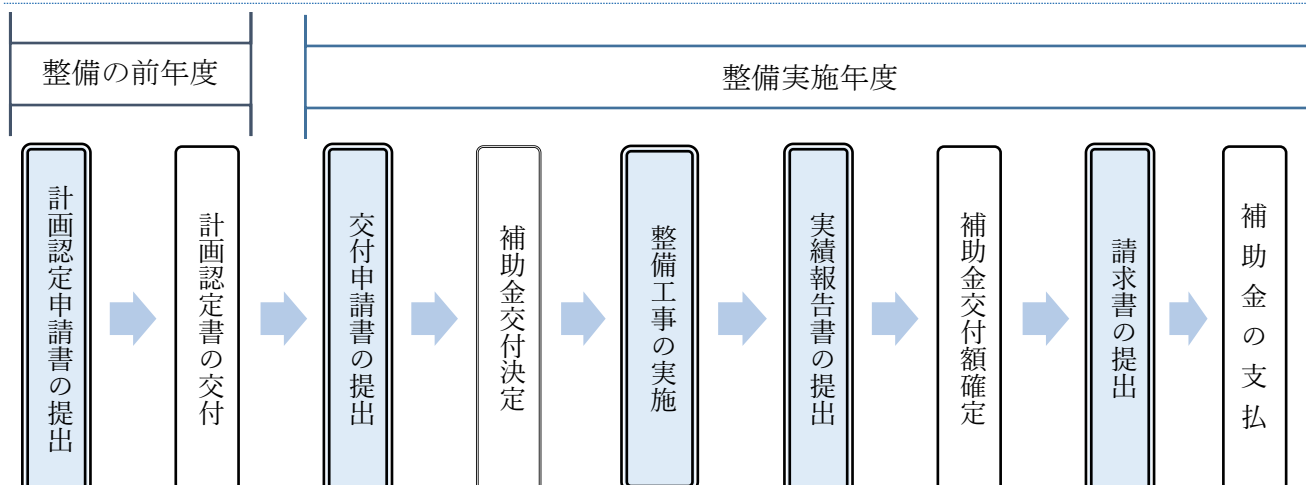 整備の前年度
整備実施年度
計画認定申請書の提出
計画認定書の交付
交付申請書の提出
補助金交付決定
整備工事の実施
実績報告書の提出
補助金交付額確定
請求書の提出
補助金の支払